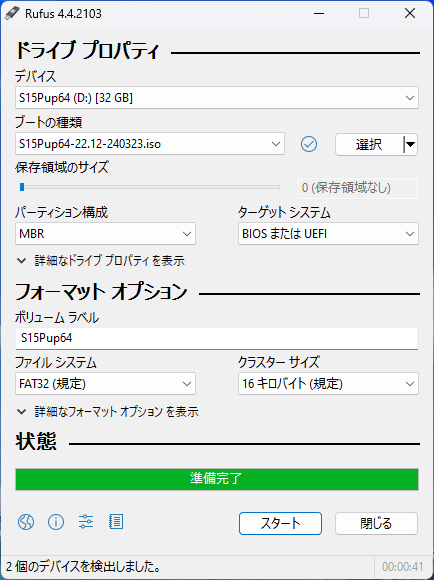 Rufus 4.4.2103
ドライブ プロパティ
デバイス
S15Pup64 (D:) [32 GB]
ブートの種類
S15Pup64-22.12-240323.iso
選択
保存領域のサイズ
0 (保存領域なし)
パーティション構成
ターゲット システム
MBR
BIOS または UEFI
詳細なドライブ プロパティを表示
フォーマット オプション
ボリューム ラベル
S15Pup64
ファイル システム
クラスター サイズ
FAT32 (規定)
16 キロバイト (規定)
詳細なフォーマット オプション を表示
状態
準備完了
スタート
閉じる
2 個のデバイスを検出しました。
00:00:41